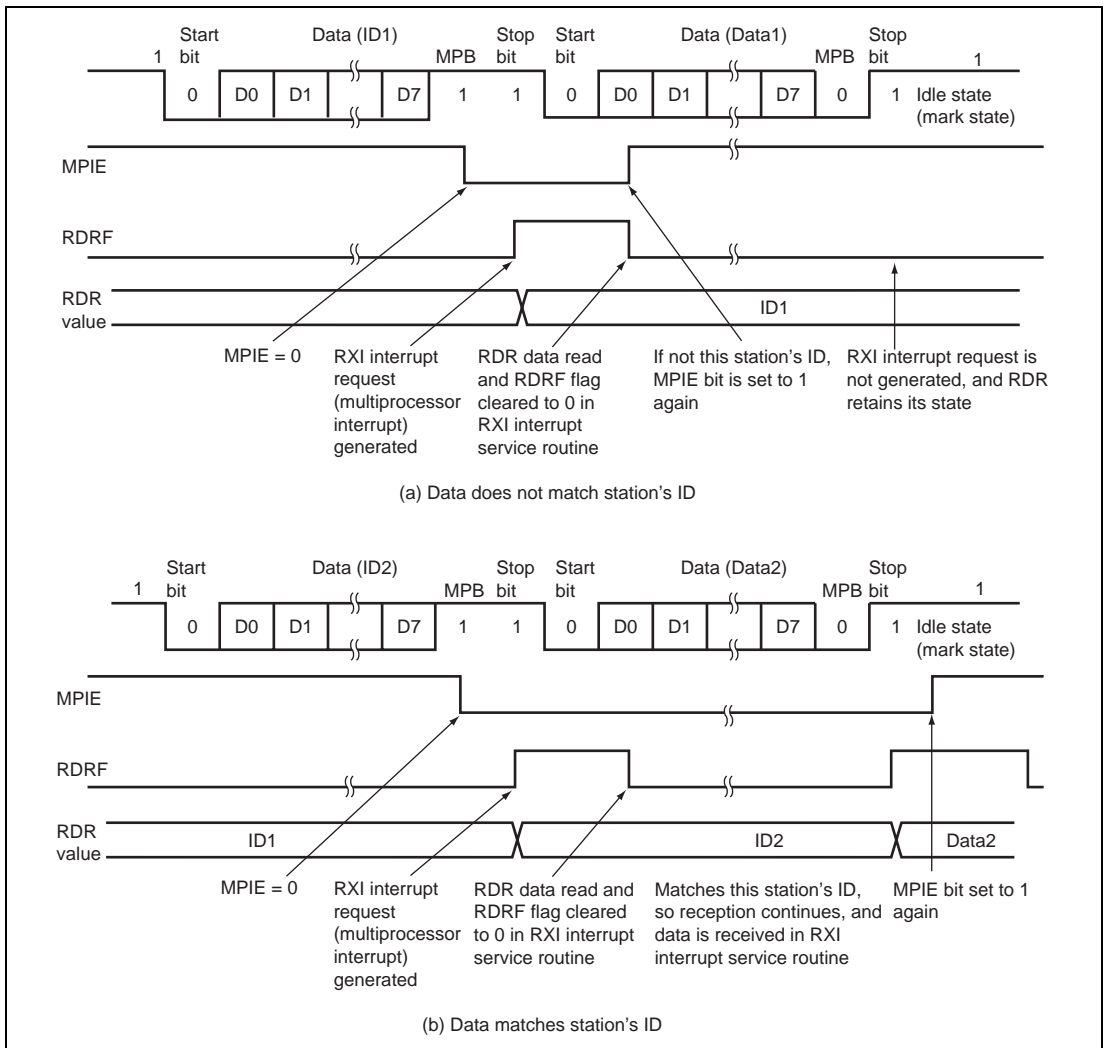 Start bit
Data (ID1)
MPB
Stop bit
Start bit
Data (Data1)
MPB
Stop bit
1
1
0 D0 D1 D7 1 1 0 D0 D1 D7 0 1 Idle state (mark state)
MPIE
RDRF
RDR value
ID1
MPIE = 0
RXI interrupt
request
(multiprocessor
interrupt)
generated
RDR data read
and RDRF flag
cleared to 0 in
RXI interrupt
service routine
If not this station's ID,
MPIE bit is set to 1
again
RXI interrupt request is
not generated, and RDR
retains its state
(a) Data does not match station's ID
Start bit
Data (ID2)
MPB
Stop bit
Start bit
Data (Data2)
MPB
Stop bit
1
1
0 D0 D1 D7 1 1 0 D0 D1 D7 0 1 Idle state (mark state)
MPIE
RDRF
RDR value
ID1
ID2
Data2
MPIE = 0
RXI interrupt
request
(multiprocessor
interrupt)
generated
RDR data read and
RDRF flag cleared
to 0 in RXI interrupt
service routine
Matches this station's ID,
so reception continues, and
data is received in RXI
interrupt service routine
MPIE bit set to 1
again
(b) Data matches station's ID